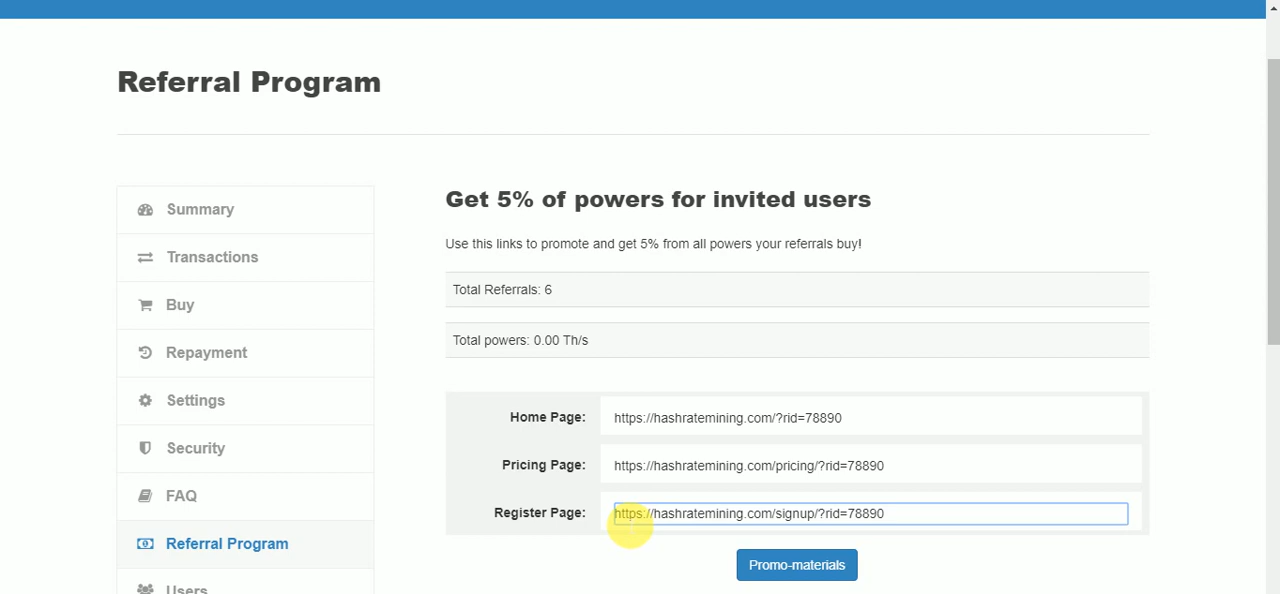 Referral Program
Summary
Transactions
Buy
Repayment
Settings
Security
FAQ
Referral Program
Users
Get 5% of powers for invited users
Use this links to promote and get 5% from all powers your referrals buy!
Total Referrals: 6
Total powers: 0.00 Th/s
Home Page: https://hashratemining.com/?rid=78890
Pricing Page: https://hashratemining.com/pricing/?rid=78890
Register Page: https://hashratemining.com/signup/?rid=78890
Promo-materials